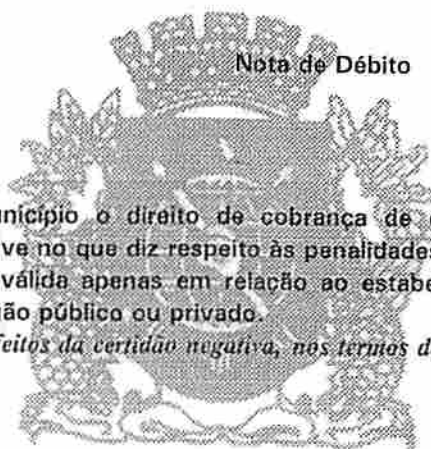 Nota de Débito
unicípio o direito de cobrança de
ve no que diz respeito às penalidades
válida apenas em relação ao estabe
gão público ou privado.
feitos da certidão negativa, nos termos d